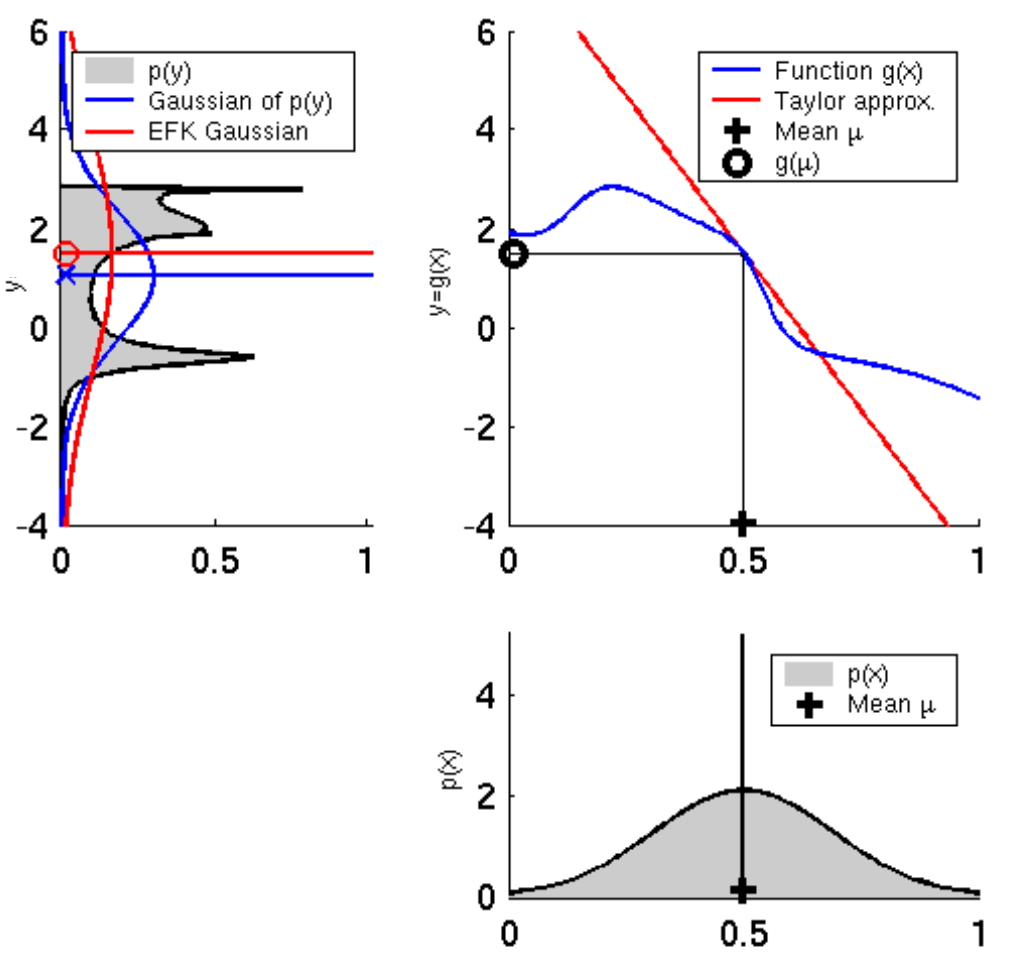 6
4
2
0
-2
-4
0
0.5
1
y
p(y)
Gaussian of p(y)
EFK Gaussian
6
4
2
0
-2
-4
0
0.5
1
y=g(x)
Function g(x)
Taylor approx.
Mean μ
g(μ)
4
2
0
0
0.5
1
p(x)
p(x)
Mean μ